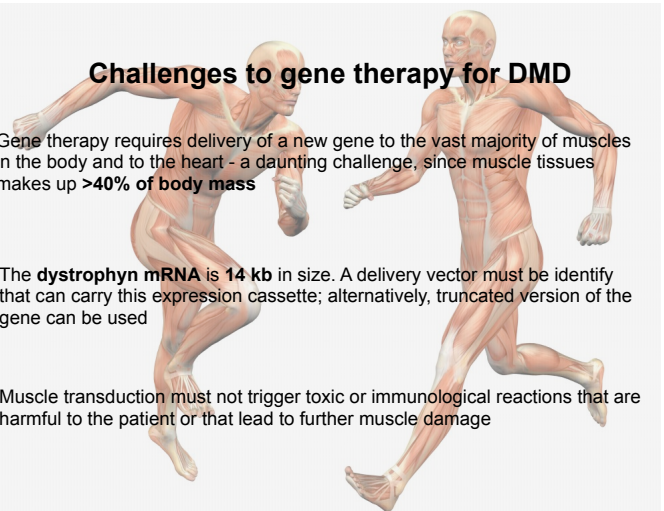 Challenges to gene therapy for DMD
Gene therapy requires delivery of a new gene to the vast majority of muscles
in the body and to the heart - a daunting challenge, since muscle tissues
makes up >40% of body mass
The dystrophyn mRNA is 14 kb in size. A delivery vector must be identify
that can carry this expression cassette; alternatively, truncated version of the
gene can be used
Muscle transduction must not trigger toxic or immunological reactions that are
harmful to the patient or that lead to further muscle damage